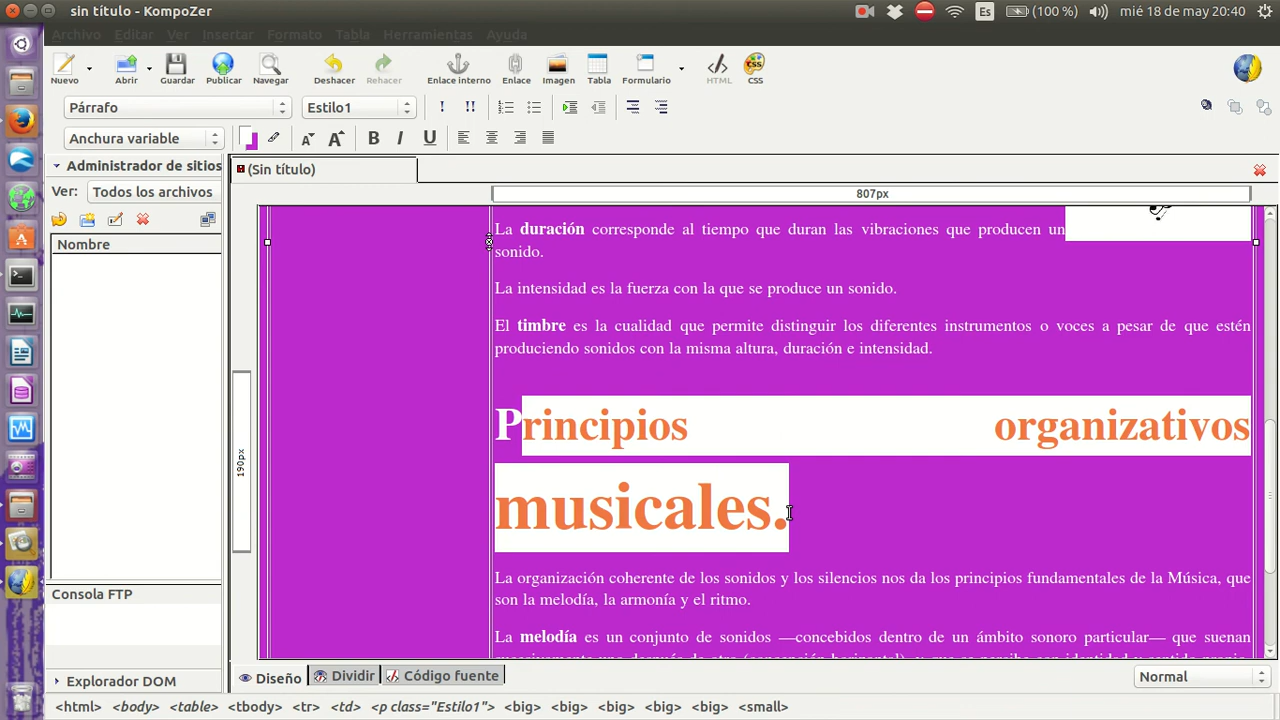 sin título - KompoZer
Es
(100 %)
mié 18 de may 20:40
Archivo Editar Ver Insertar Formato Tabla Herramientas Ayuda
Nuevo Abrir Guardar Publicar Navegar Deshacer Rehacer Enlace interno Enlace Imagen Tabla Formulario HTML CSS
Párrafo Estilo1 ! !!
Anchura variable A A B I U
Administrador de sitios
(Sin título)
Ver: Todos los archivos
807px
Nombre
190px
La duración corresponde al tiempo que duran las vibraciones que producen un
sonido.
La intensidad es la fuerza con la que se produce un sonido.
El timbre es la cualidad que permite distinguir los diferentes instrumentos o voces a pesar de que estén
produciendo sonidos con la misma altura, duración e intensidad.
Principios organizativos
musicales.
La organización coherente de los sonidos y los silencios nos da los principios fundamentales de la Música, que
son la melodía, la armonía y el ritmo.
La melodía es un conjunto de sonidos —concebidos dentro de un ámbito sonoro particular— que suenan
Consola FTP
Explorador DOM
Diseño Dividir Código fuente
Normal
<html> <body> <table> <tbody> <tr> <td> <p class="Estilo1"> <big> <big> <big> <big> <big> <small>